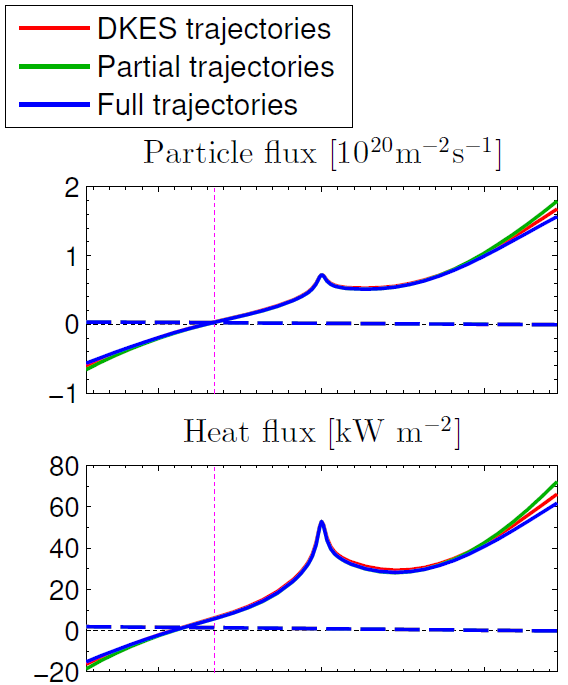 DKES trajectories
Partial trajectories
Full trajectories
Particle flux [10²⁰m⁻²s⁻¹]
2
1
0
−1
Heat flux [kW m⁻²]
80
60
40
20
0
−20